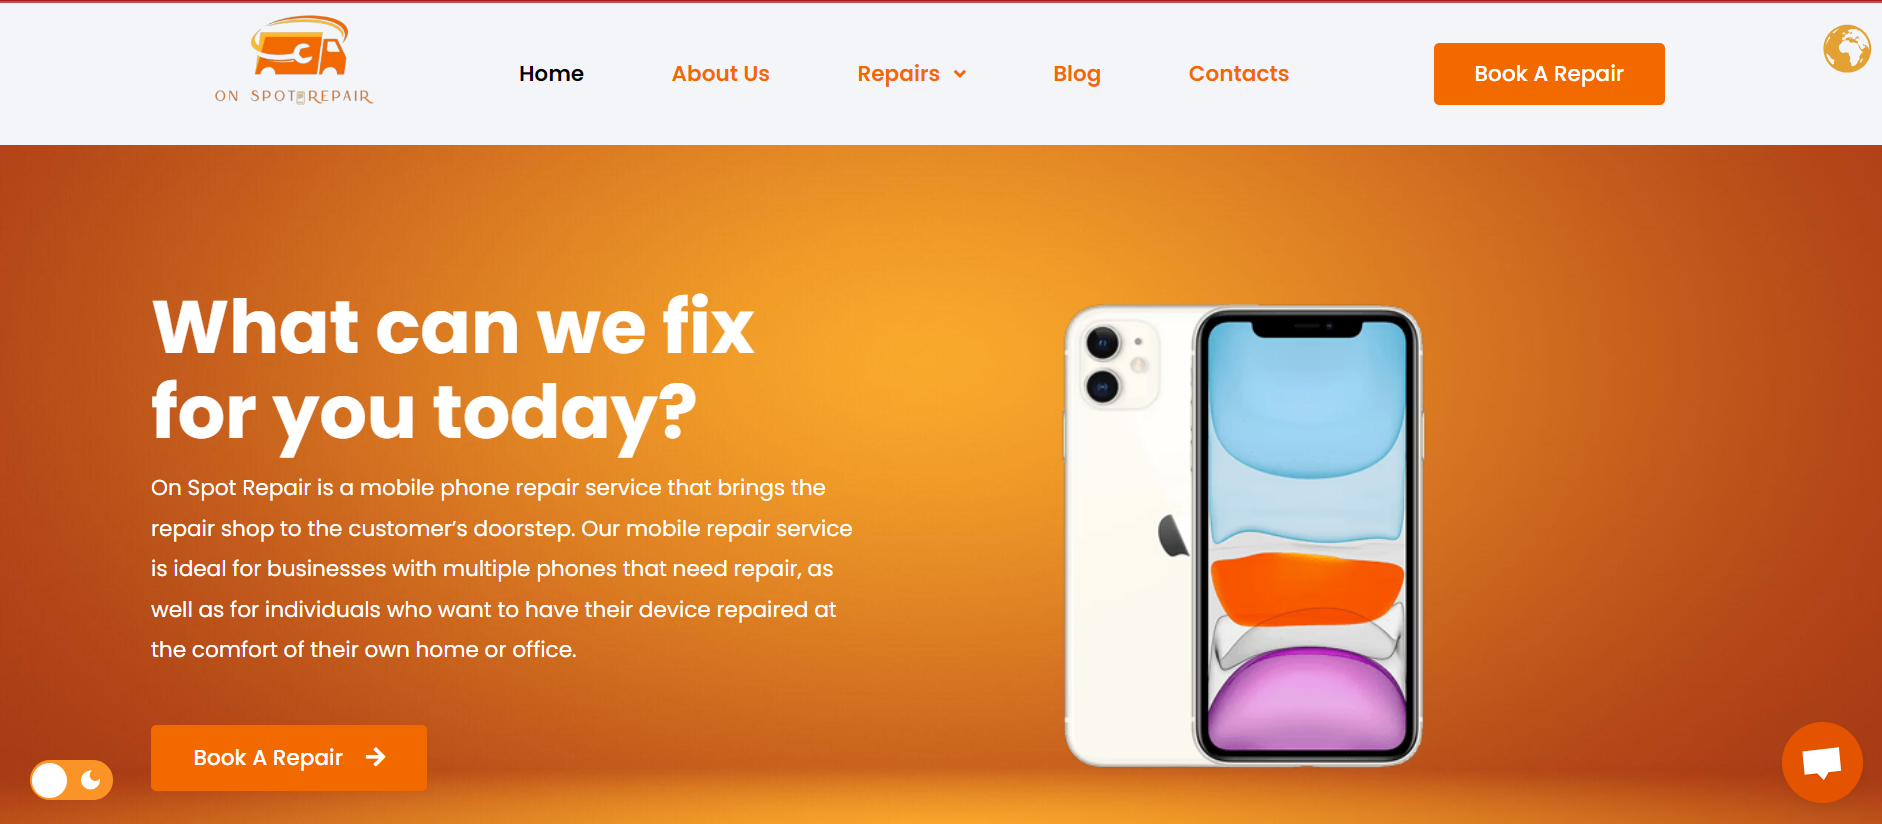 ON SPOT REPAIR
Home
About Us
Repairs
Blog
Contacts
Book A Repair
What can we fix
for you today?
On Spot Repair is a mobile phone repair service that brings the
repair shop to the customer’s doorstep. Our mobile repair service
is ideal for businesses with multiple phones that need repair, as
well as for individuals who want to have their device repaired at
the comfort of their own home or office.
Book A Repair